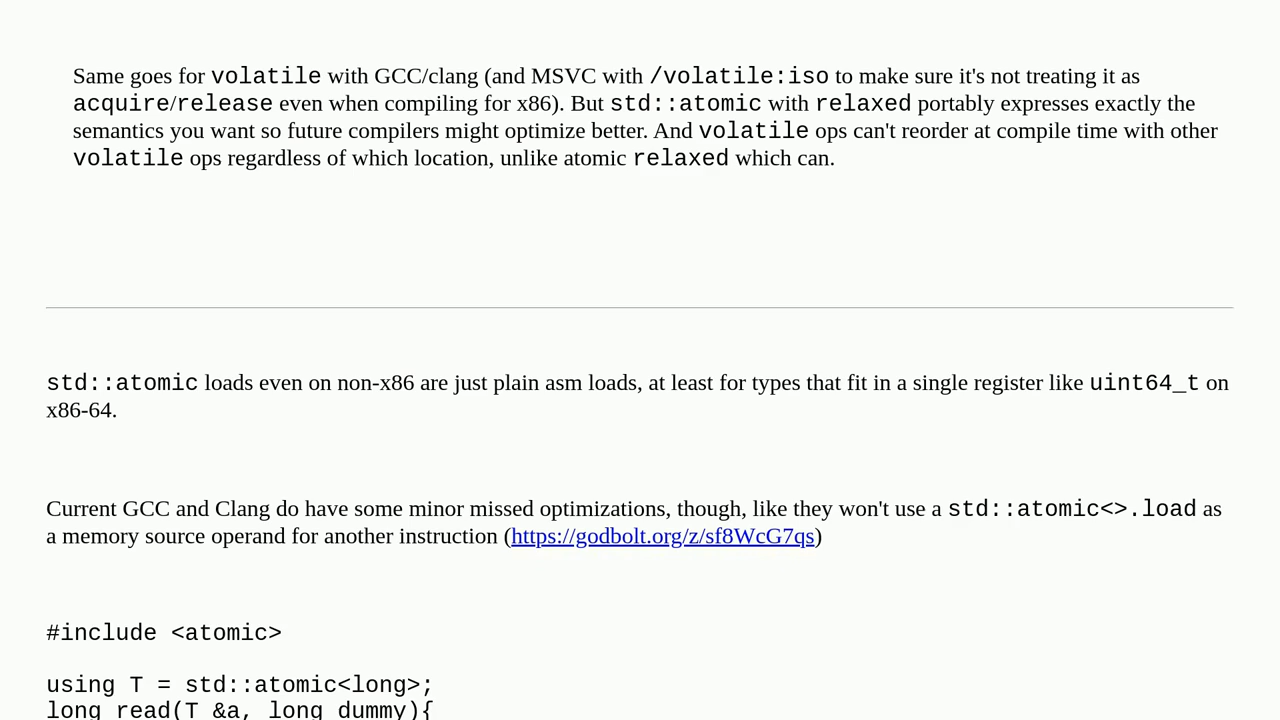 Same goes for volatile with GCC/clang (and MSVC with /volatile:iso to make sure it's not treating it as
acquire/release even when compiling for x86). But std::atomic with relaxed portably expresses exactly the
semantics you want so future compilers might optimize better. And volatile ops can't reorder at compile time with other
volatile ops regardless of which location, unlike atomic relaxed which can.
std::atomic loads even on non-x86 are just plain asm loads, at least for types that fit in a single register like uint64_t on
x86-64.
Current GCC and Clang do have some minor missed optimizations, though, like they won't use a std::atomic<>.load as
a memory source operand for another instruction (https://godbolt.org/z/sf8WcG7qs)
#include <atomic>
using T = std::atomic<long>;
long read(T &a, long dummy){